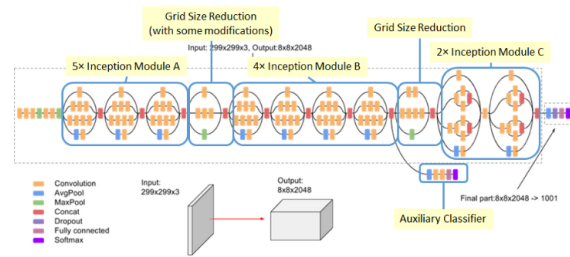 Grid Size Reduction
(with some modifications)
Grid Size Reduction
Input: 299x299x3, Output:8x8x2048
5× Inception Module A
4× Inception Module B
2× Inception Module C
Convolution
AvgPool
MaxPool
Concat
Dropout
Fully connected
Softmax
Input:
299x299x3
Output:
8x8x2048
Final part:8x8x2048 -> 1001
Auxiliary Classifier